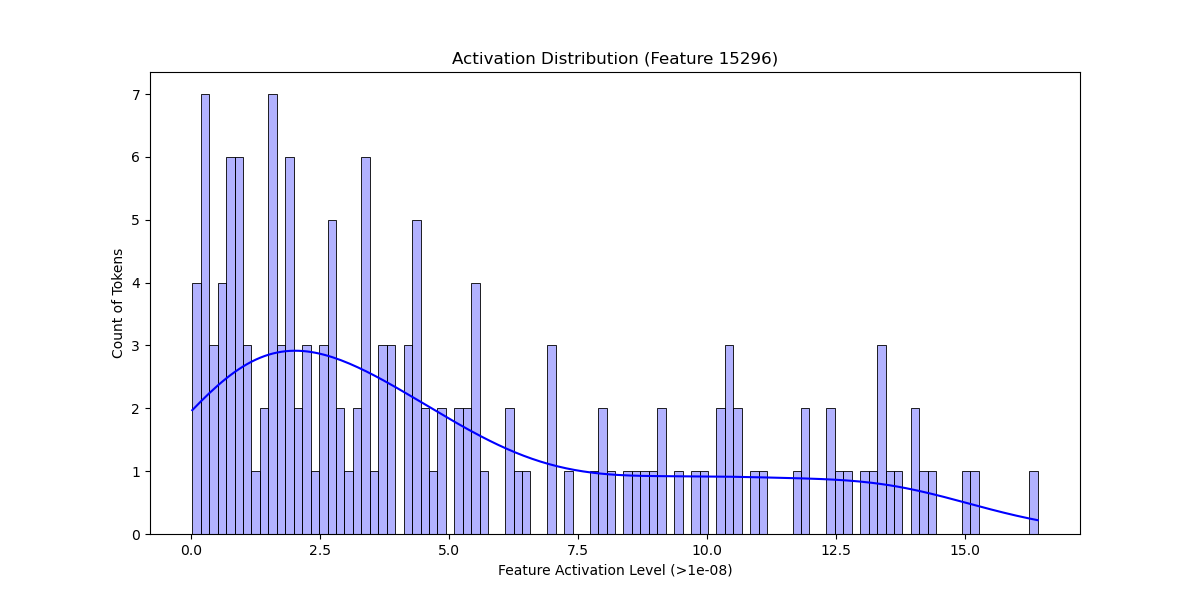 Activation Distribution (Feature 15296)
Count of Tokens
7
6
5
4
3
2
1
0
0.0 2.5 5.0 7.5 10.0 12.5 15.0
Feature Activation Level (>1e-08)